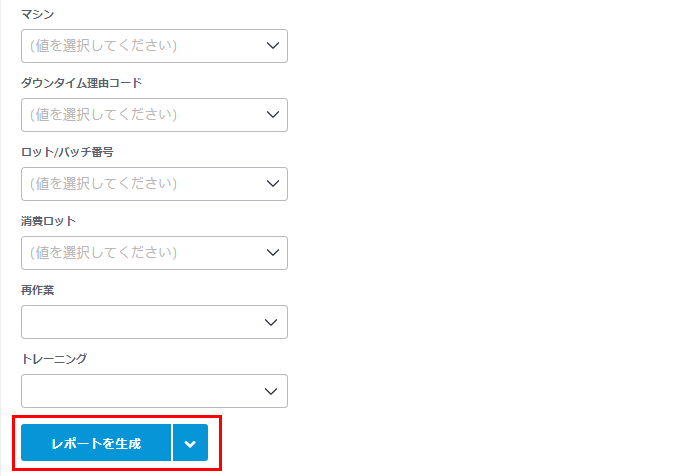 マシン
(値を選択してください)
ダウンタイム理由コード
(値を選択してください)
ロット/バッチ番号
(値を選択してください)
消費ロット
(値を選択してください)
再作業
トレーニング
レポートを生成